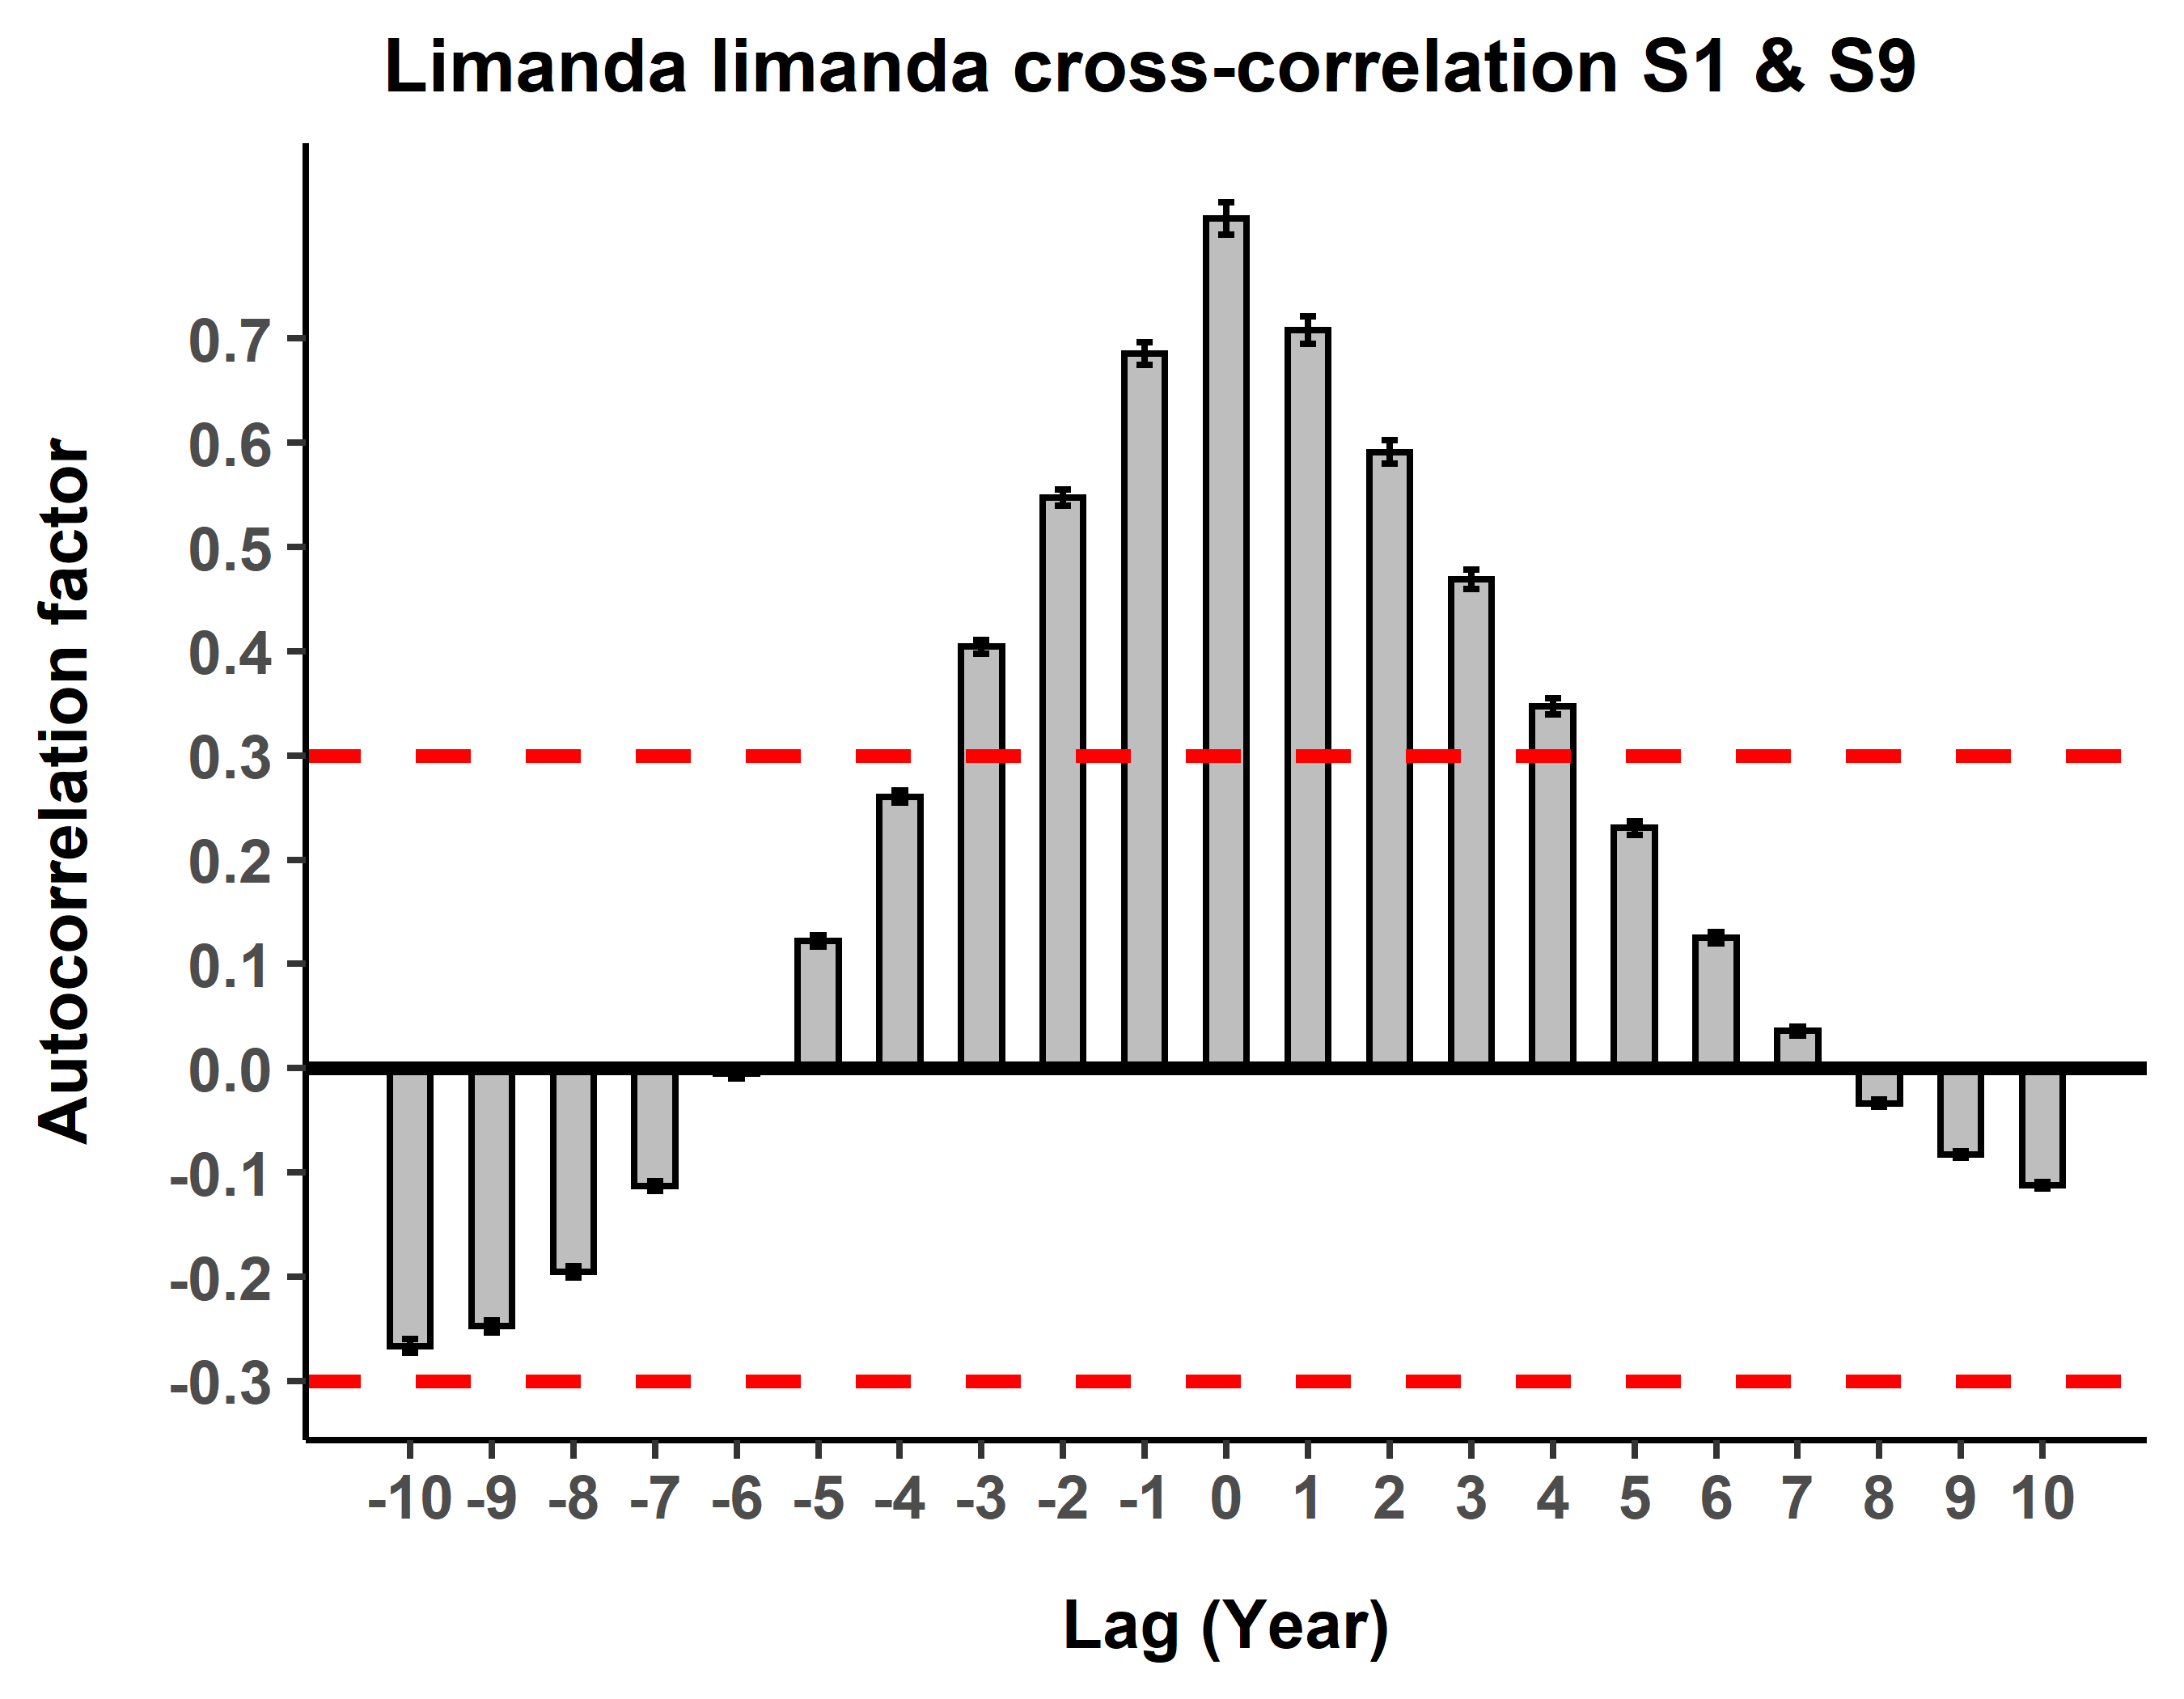 Limanda limanda cross-correlation S1 & S9
Autocorrelation factor
0.7
0.6
0.5
0.4
0.3
0.2
0.1
0.0
-0.1
-0.2
-0.3
-10 -9 -8 -7 -6 -5 -4 -3 -2 -1 0 1 2 3 4 5 6 7 8 9 10
Lag (Year)